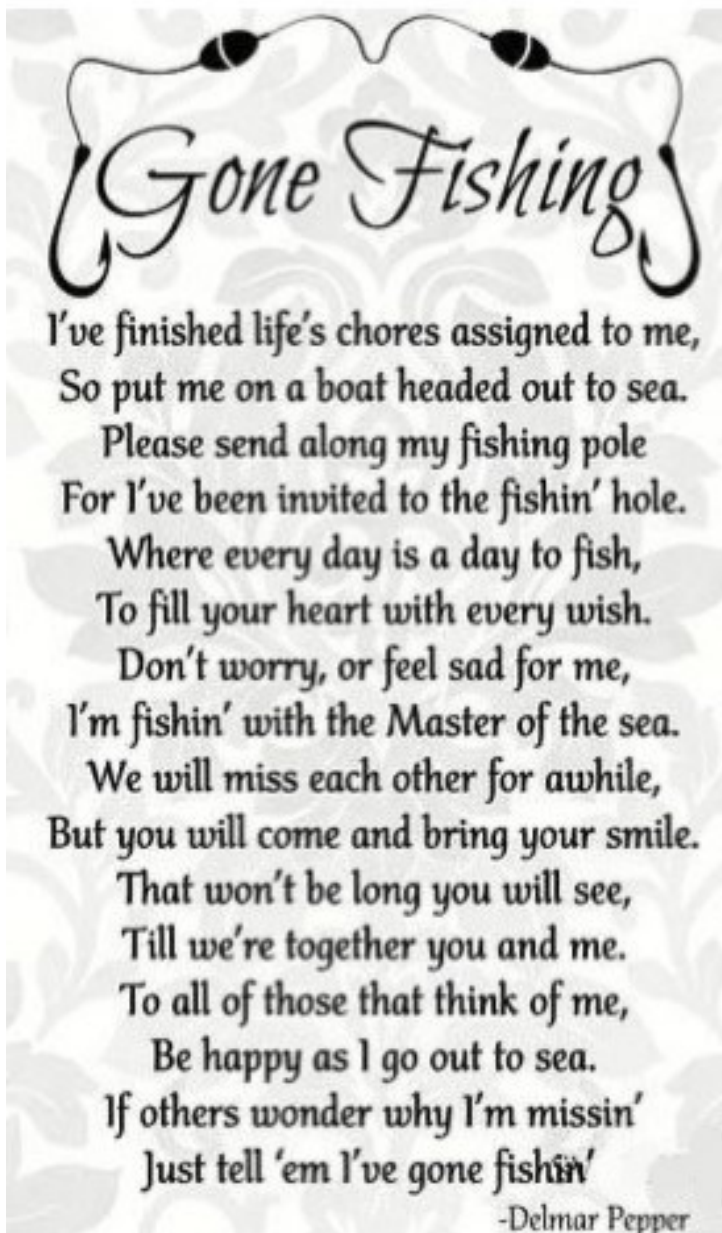 Gone Fishing
I've finished life's chores assigned to me,
So put me on a boat headed out to sea.
Please send along my fishing pole
For I've been invited to the fishin' hole.
Where every day is a day to fish,
To fill your heart with every wish.
Don't worry, or feel sad for me,
I'm fishin' with the Master of the sea.
We will miss each other for awhile,
But you will come and bring your smile.
That won't be long you will see,
Till we're together you and me.
To all of those that think of me,
Be happy as I go out to sea.
If others wonder why I'm missin'
Just tell 'em I've gone fishin'
-Delmar Pepper